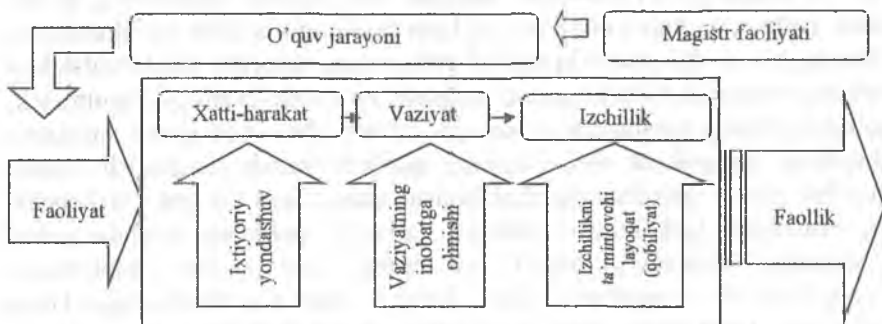 O'quv jarayoni
Magistr faoliyati
Xatti-harakat
Vaziyat
Izchillik
Faoliyat
Ixtiyoriy
yondashuv
Vaziyatning
inobatga
olinishi
Izchillikni
ta'minlovchi
layoqat
(qobiliyat)
Faollik